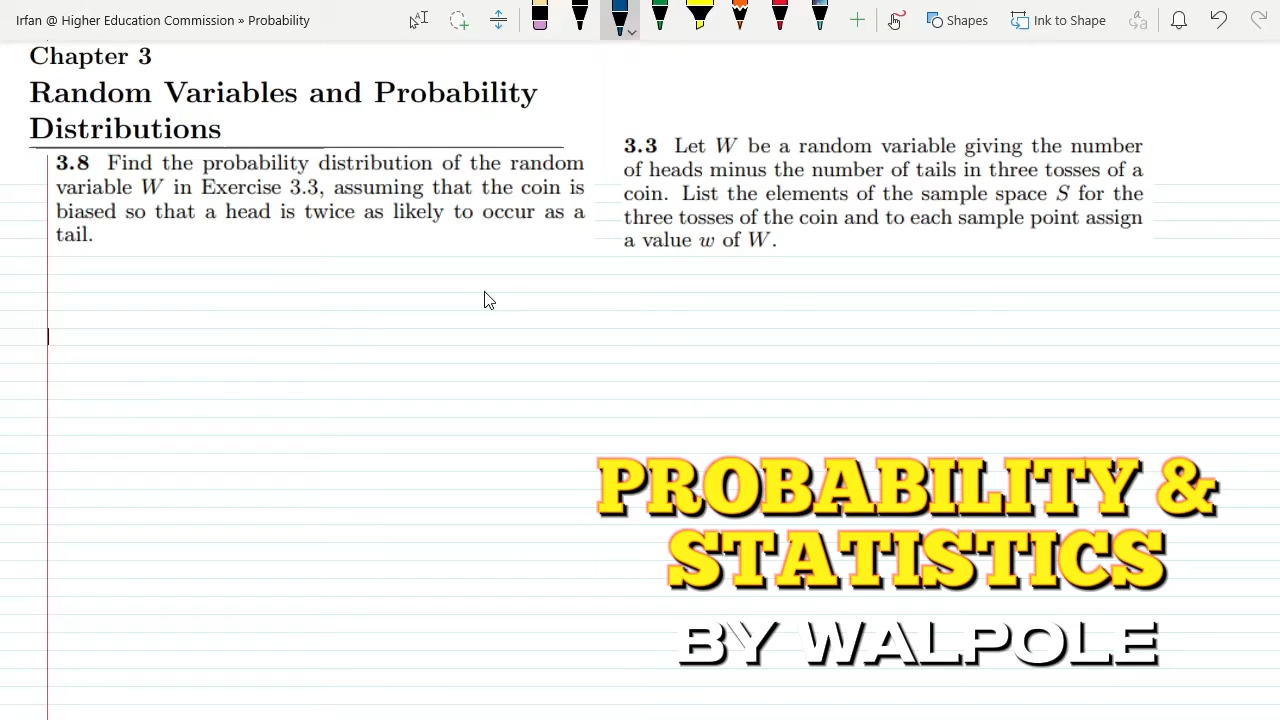 Irfan @ Higher Education Commission » Probability
Shapes
Ink to Shape
Chapter 3
Random Variables and Probability
Distributions
3.8 Find the probability distribution of the random
variable W in Exercise 3.3, assuming that the coin is
biased so that a head is twice as likely to occur as a
tail.
3.3 Let W be a random variable giving the number
of heads minus the number of tails in three tosses of a
coin. List the elements of the sample space S for the
three tosses of the coin and to each sample point assign
a value w of W.
PROBABILITY &
STATISTICS
BY WALPOLE